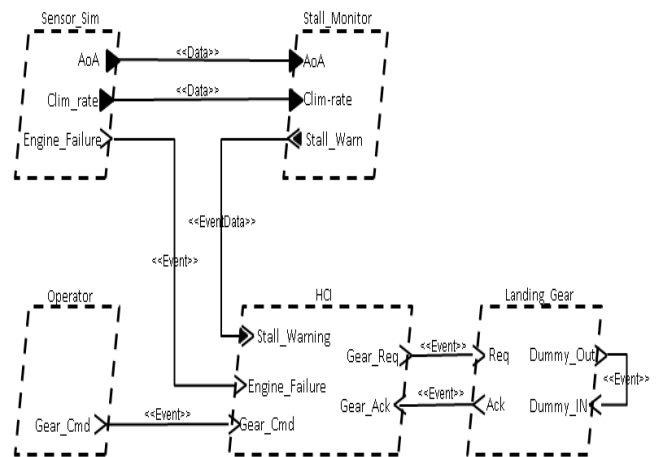 Sensor_Sim
Stall_Monitor
AoA
<<Data>>
AoA
Clim_rate
<<Data>>
Clim-rate
Engine_Failure
Stall_Warn
<<EventData>>
<<Event>>
Operator
HCI
Landing_Gear
Stall_Warning
Gear_Req
<<Event>>
Req
Dummy_Out
<<Event>>
Engine_Failure
<<Event>>
Gear_Ack
Ack
Dummy_IN
Gear_Cmd
<<Event>>
Gear_Cmd